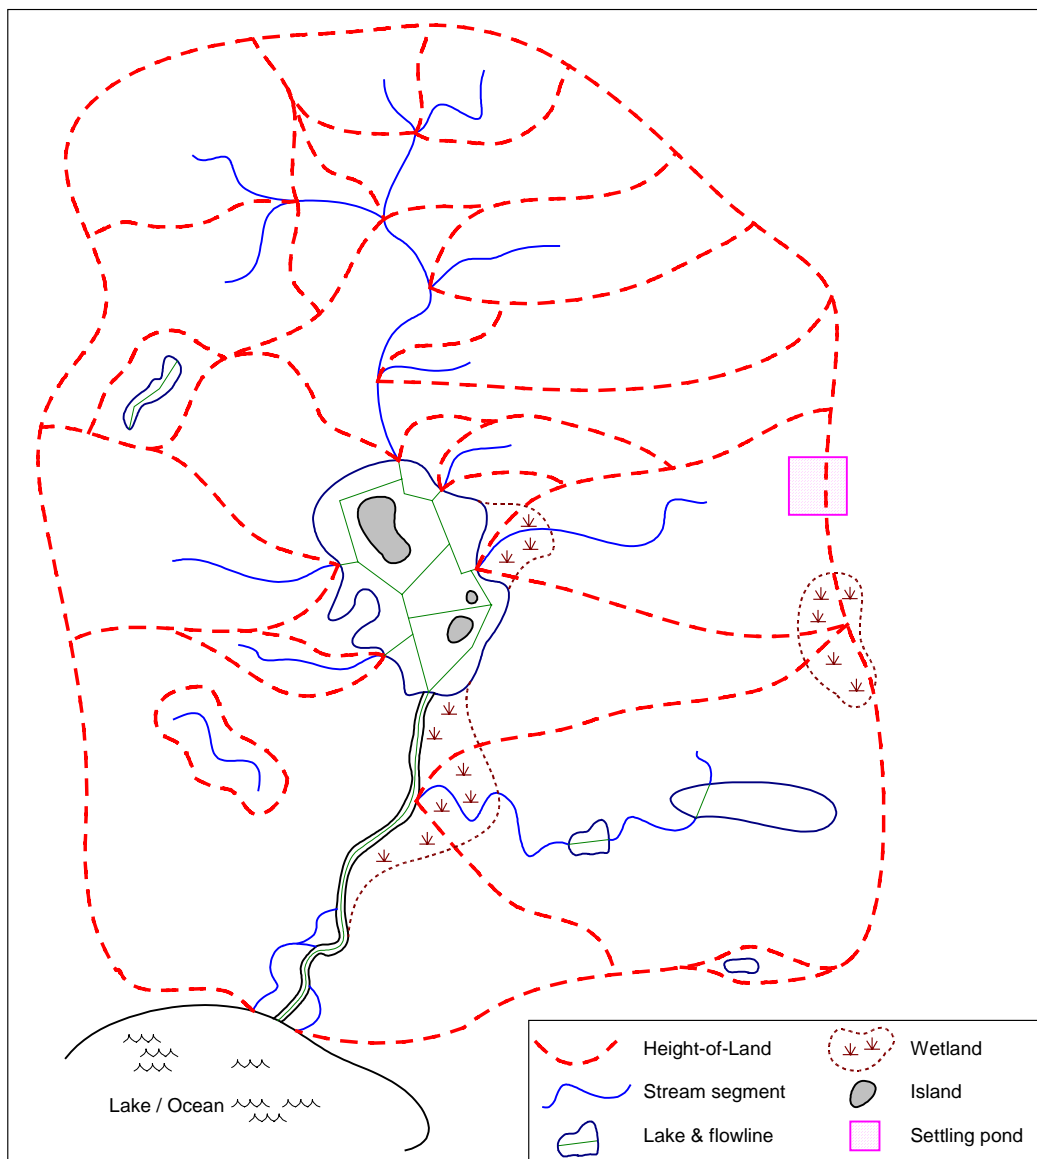 Lake / Ocean
Height-of-Land
Wetland
Stream segment
Island
Lake & flowline
Settling pond